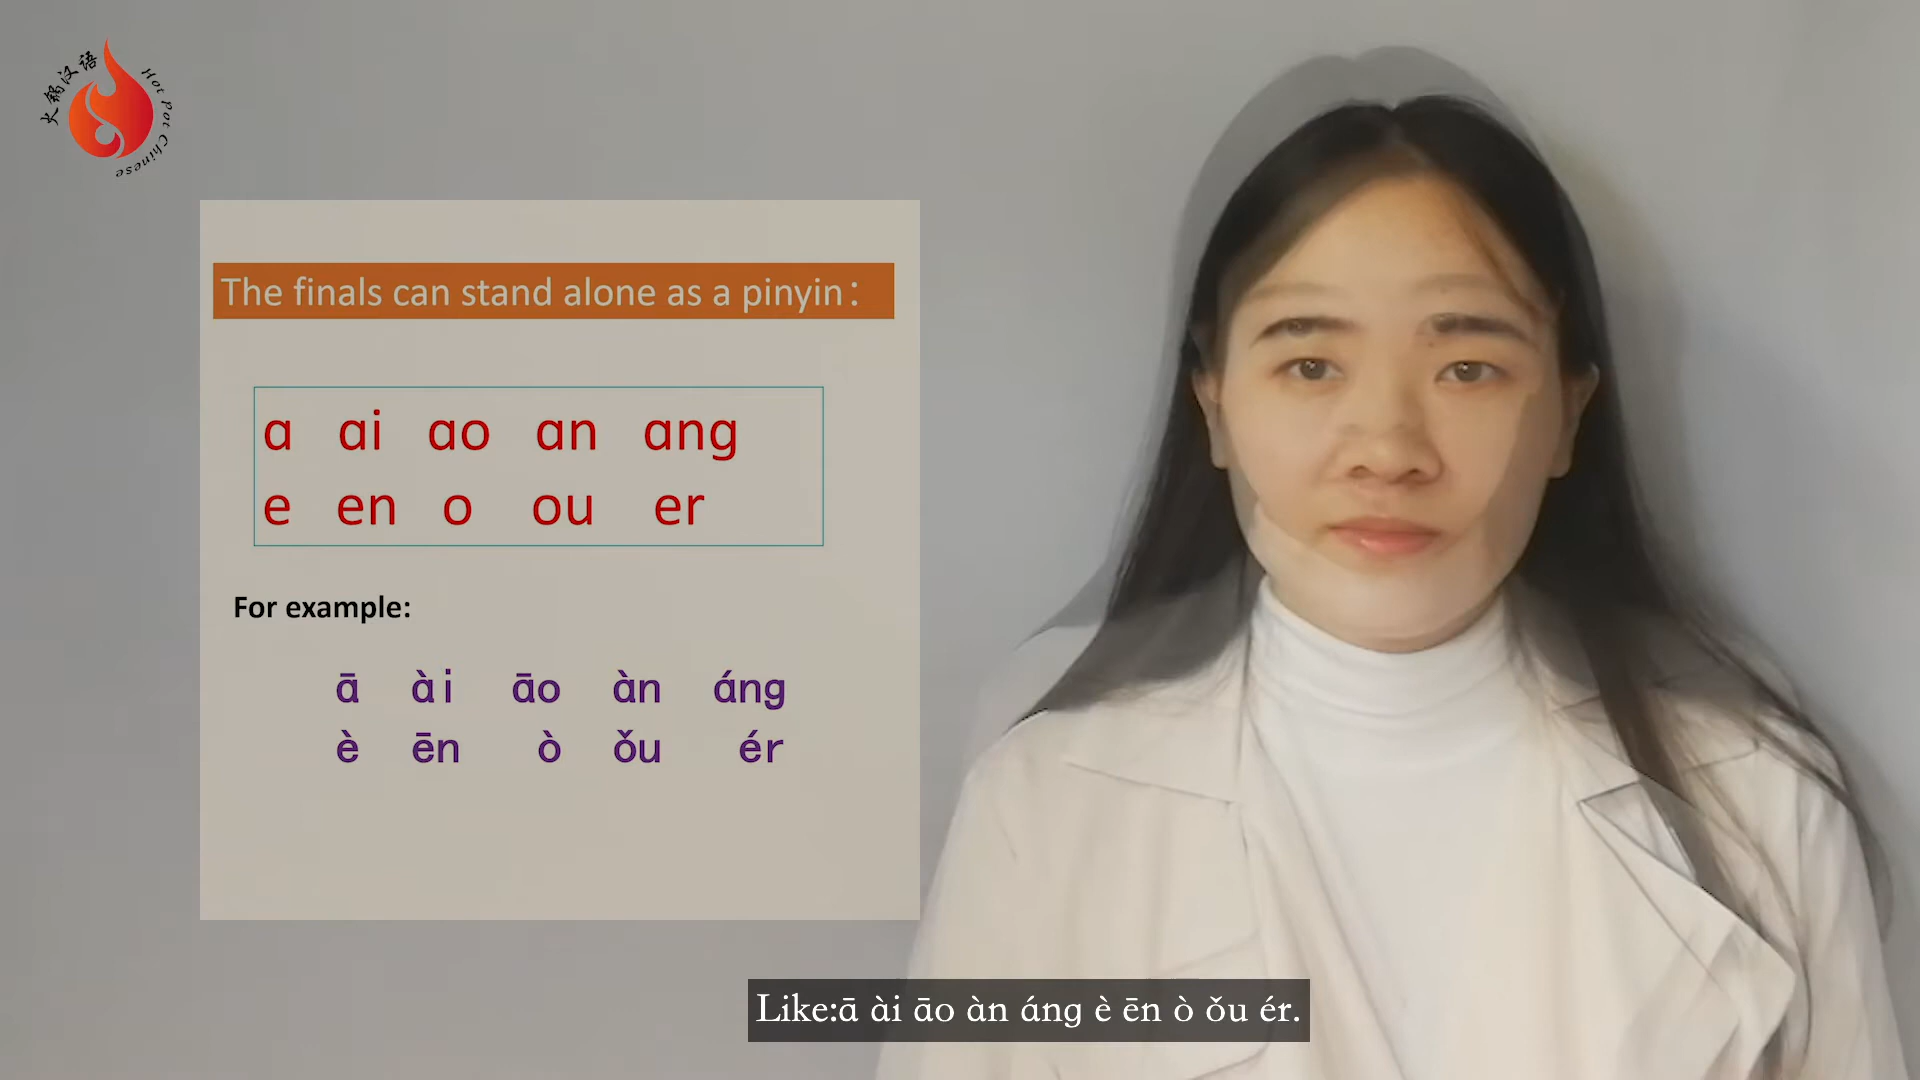 火锅汉语
Hot Pot Chinese
The finals can stand alone as a pinyin：
a ai ao an ang
e en o ou er
For example:
ā ài āo àn áng
è ēn ò ǒu ér
Like:ā ài āo àn áng è ēn ò ǒu ér.